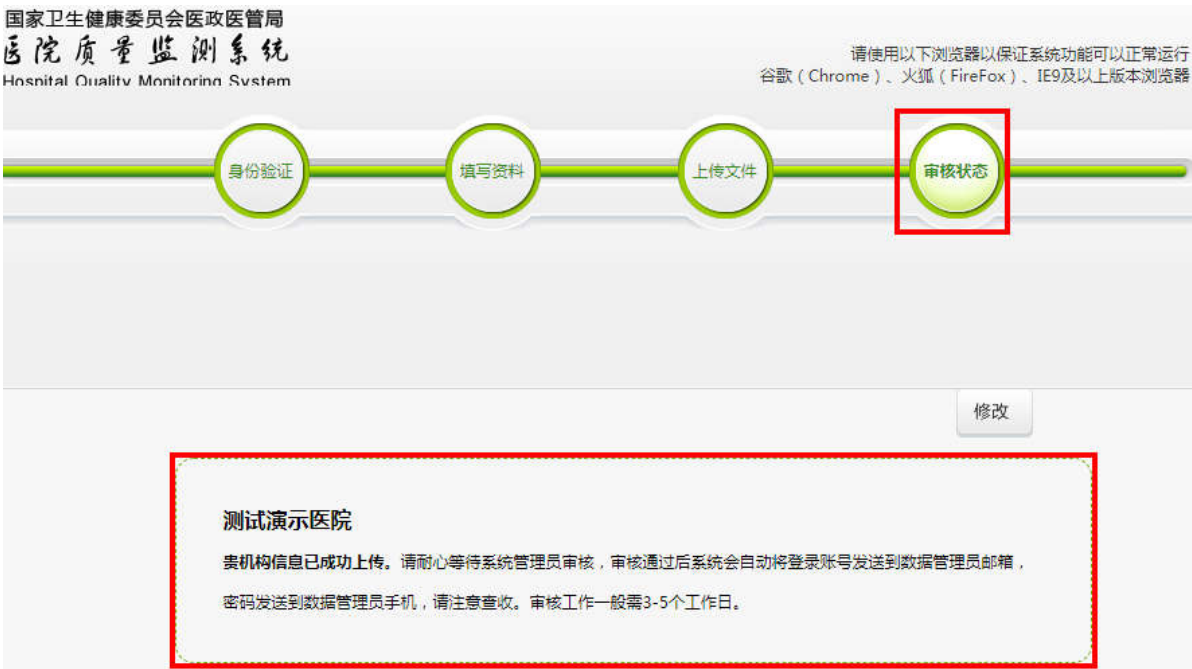 国家卫生健康委员会医政医管局
医院质量监测系统
Hospital Quality Monitoring System
请使用以下浏览器以保证系统功能可以正常运行
谷歌（Chrome）、火狐（FireFox）、IE9及以上版本浏览器
身份验证
填写资料
上传文件
审核状态
修改
测试演示医院
贵机构信息已成功上传。请耐心等待系统管理员审核，审核通过后系统会自动将登录账号发送到数据管理员邮箱，
密码发送到数据管理员手机，请注意查收。审核工作一般需3-5个工作日。